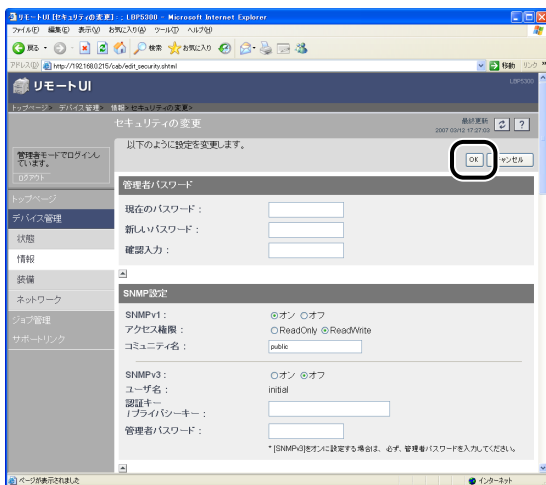 リモートUI [セキュリティの変更] : ; LBP5300 - Microsoft Internet Explorer
ファイル(F) 編集(E) 表示(V) お気に入り(A) ツール(T) ヘルプ(H)
戻る 検索 お気に入り
アドレス(D) http://192.168.0.215/cab/edit_security.shtml 移動 リンク »
リモートUI LBP5300
トップページ> デバイス管理> 情報>セキュリティの変更>
セキュリティの変更 最終更新 2007 03/12 17:27:03 ?
管理者モードでログインしています。
ログアウト
以下のように設定を変更します。
OK キャンセル
トップページ
デバイス管理
状態
情報
装備
ネットワーク
ジョブ管理
サポートリンク
管理者パスワード
現在のパスワード :
新しいパスワード :
確認入力 :
SNMP設定
SNMPv1 : オン オフ
アクセス権限 : ReadOnly ReadWrite
コミュニティ名 : public
SNMPv3 : オン オフ
ユーザ名 : initial
認証キー
/プライバシーキー :
管理者パスワード :
* [SNMPv3]をオンに設定する場合は、必ず、管理者パスワードを入力してください。
ページが表示されました インターネット